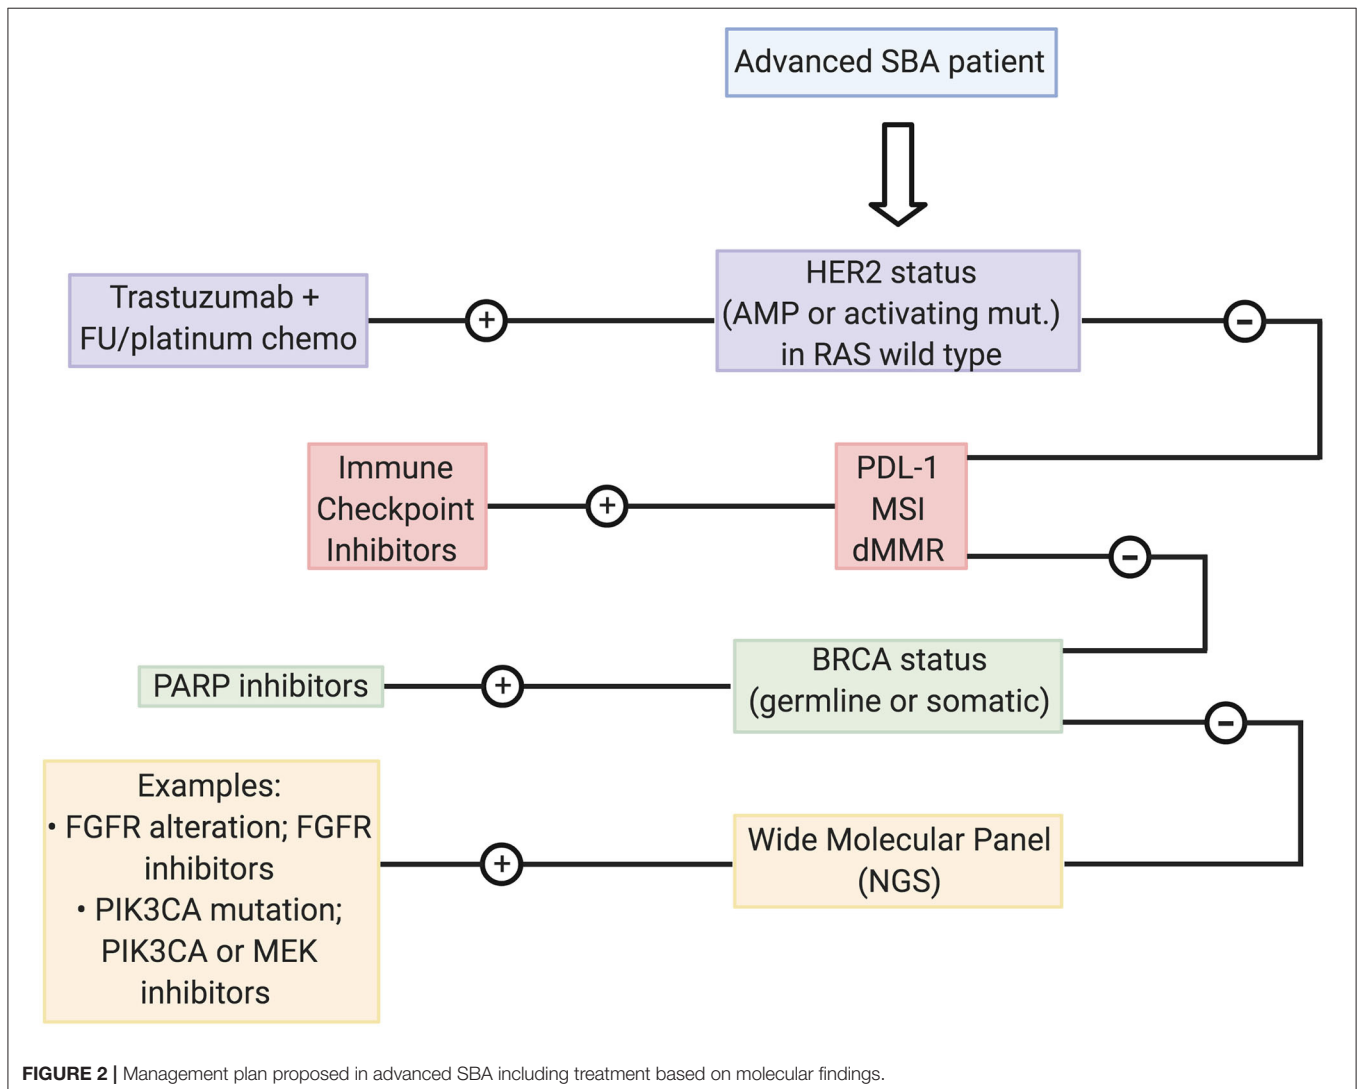 Advanced SBA patient
HER2 status
(AMP or activating mut.)
in RAS wild type
Trastuzumab +
FU/platinum chemo
+
−
PDL-1
MSI
dMMR
Immune
Checkpoint
Inhibitors
+
−
BRCA status
(germline or somatic)
PARP inhibitors
+
−
Wide Molecular Panel
(NGS)
+
Examples:
• FGFR alteration; FGFR
inhibitors
• PIK3CA mutation;
PIK3CA or MEK
inhibitors
FIGURE 2 | Management plan proposed in advanced SBA including treatment based on molecular findings.